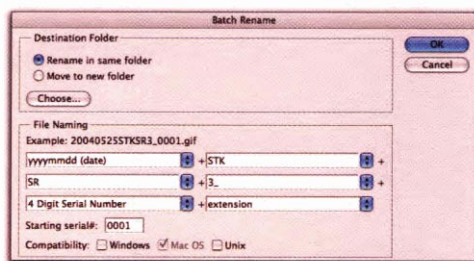 Batch Rename
Destination Folder
Rename in same folder
Move to new folder
Choose...
OK
Cancel
File Naming
Example: 20040525STKSR3_0001.gif
yyyymmdd (date) + STK +
SR + 3_ +
4 Digit Serial Number + extension
Starting serial#: 0001
Compatibility: Windows Mac OS Unix